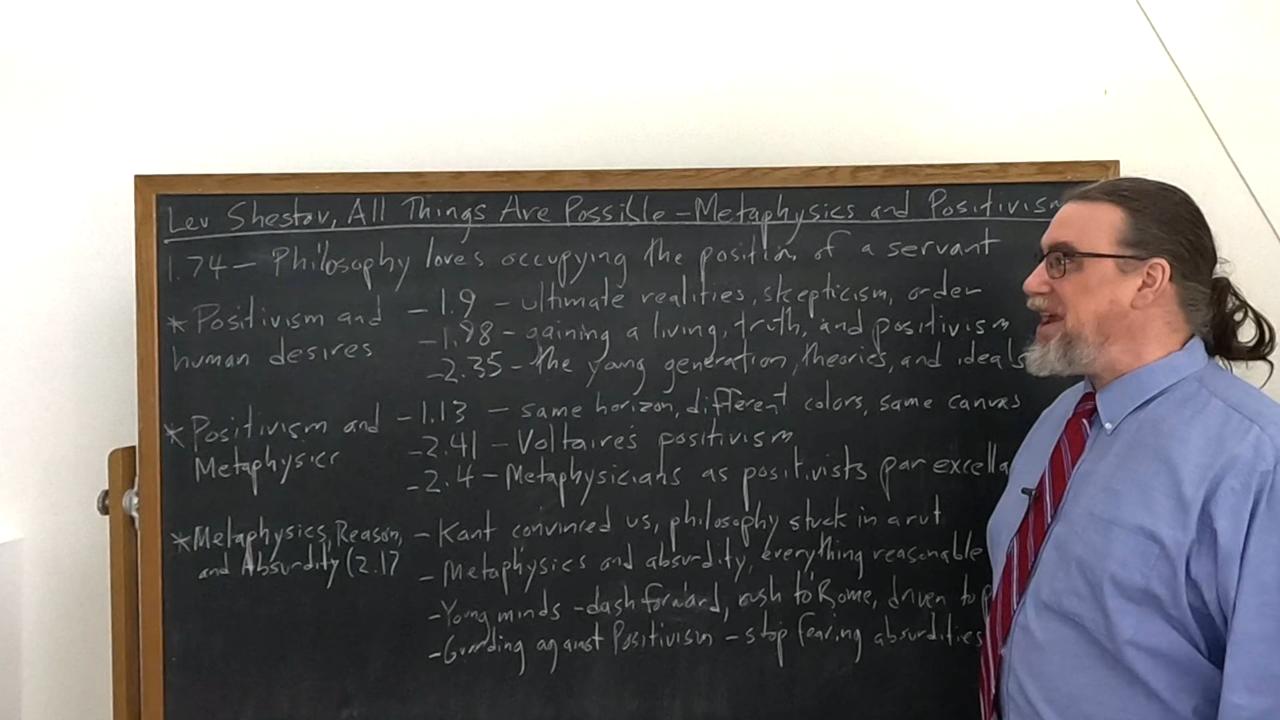 Lev Shestov, All Things Are Possible - Metaphysics and Positivism
1.74 - Philosophy loves occupying the position of a servant
* Positivism and human desires
- 1.9 - ultimate realities, skepticism, order
- 1.98 - gaining a living, truth, and positivism
- 2.35 - the young generation, theories, and ideals
* Positivism and Metaphysics
- 1.13 - same horizon, different colors, same canvas
- 2.41 - Voltaire's positivism
- 2.4 - Metaphysicians as positivists par excella
* Metaphysics, Reason, and Absurdity (2.17
- Kant convinced us, philosophy stuck in a rut
- Metaphysics and absurdity, everything reasonable
- Young minds - dash forward, rush to Rome, driven to
- Guarding against Positivism - stop fearing absurdities